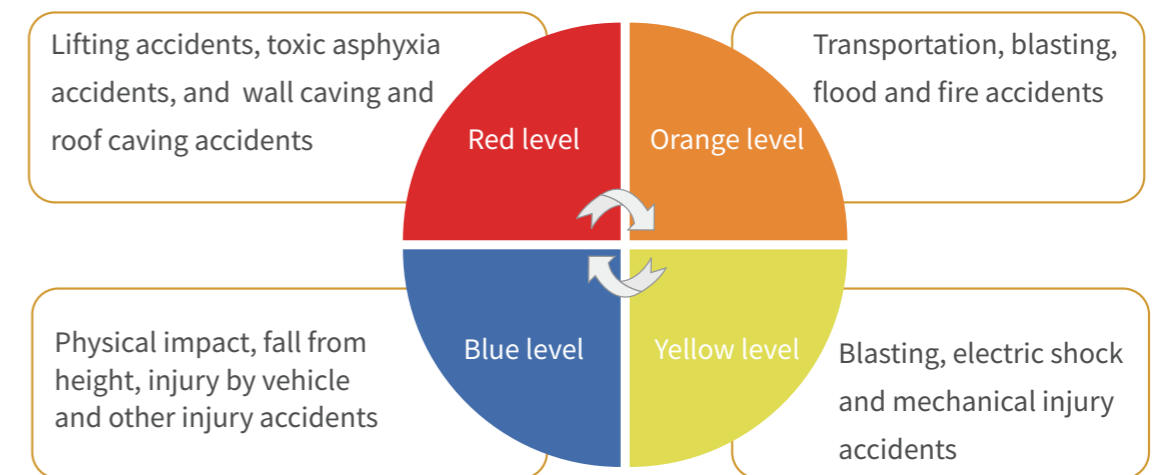 Lifting accidents, toxic asphyxia
accidents, and wall caving and
roof caving accidents
Red level
Orange level
Transportation, blasting,
flood and fire accidents
Physical impact, fall from
height, injury by vehicle
and other injury accidents
Blue level
Yellow level
Blasting, electric shock
and mechanical injury
accidents